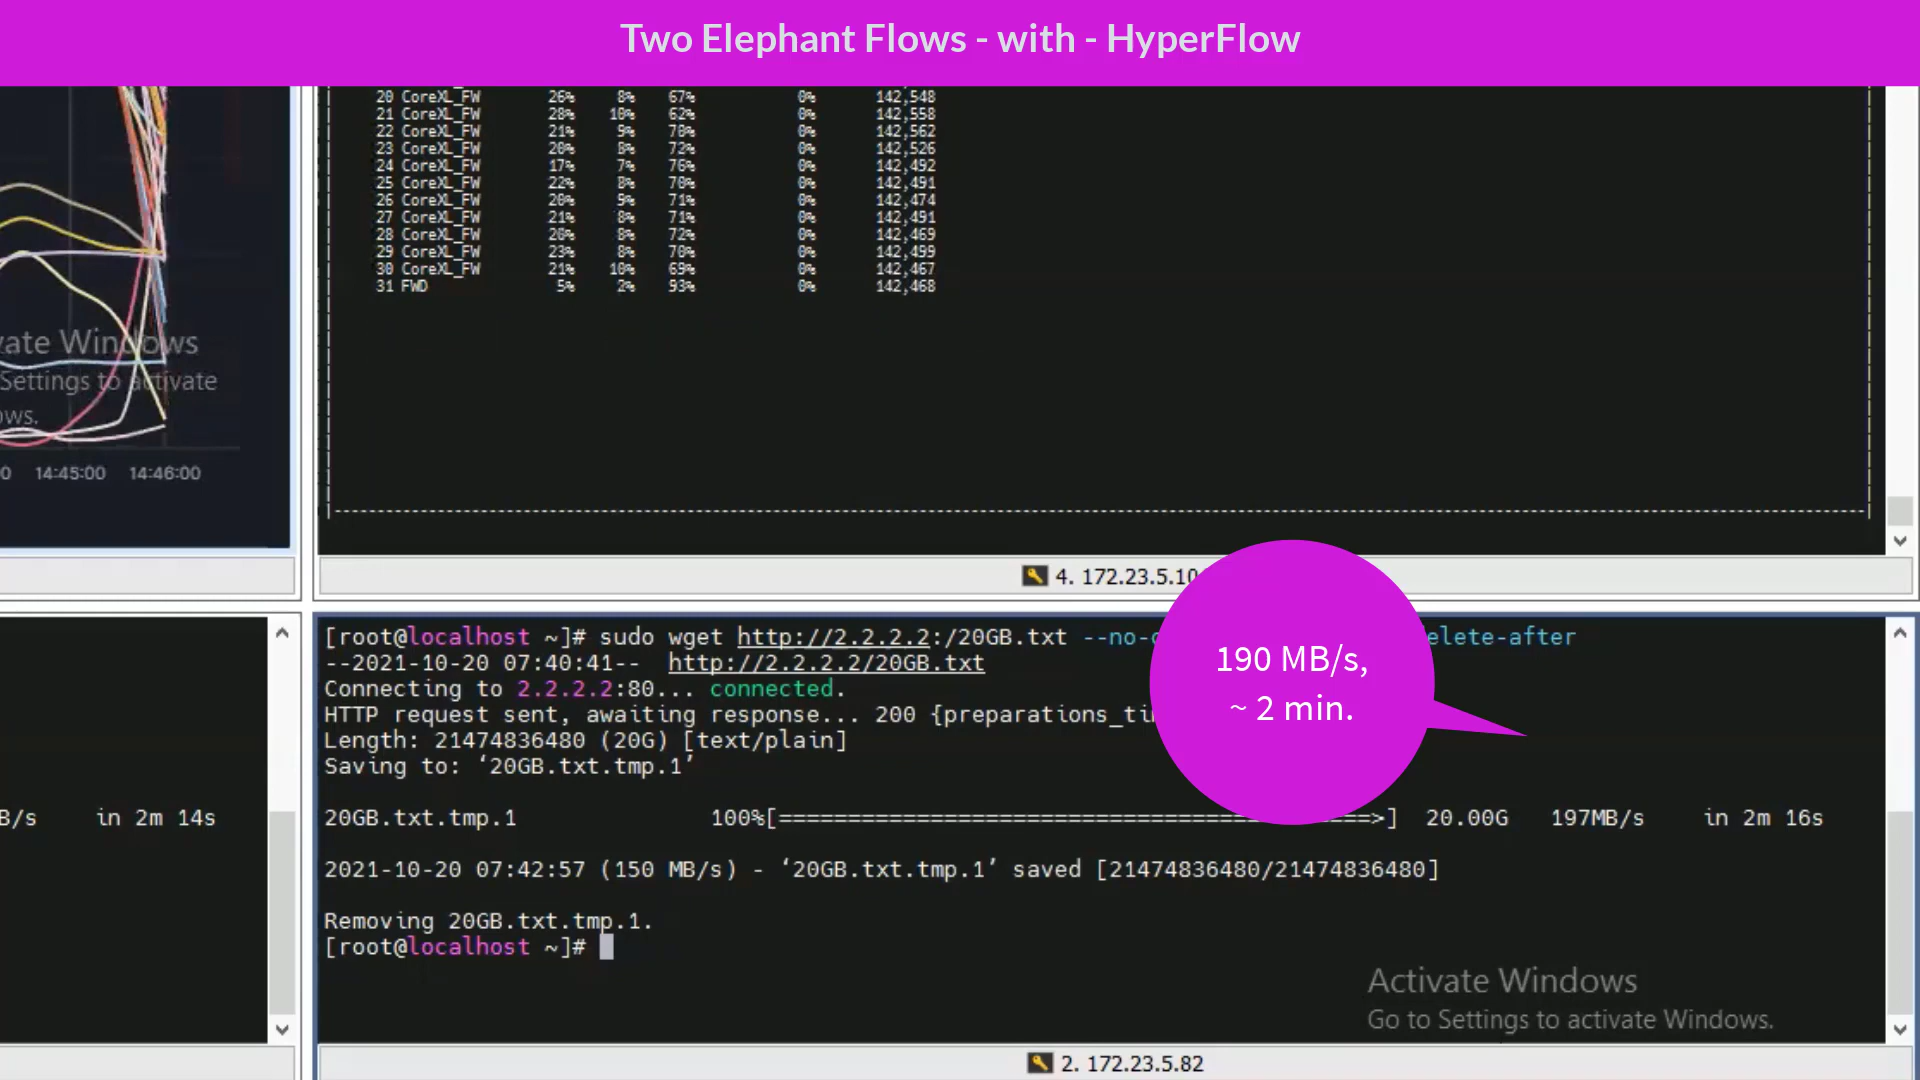 Two Elephant Flows - with - HyperFlow
20 CoreXL_FW 26% 8% 67% 0% 142,548
21 CoreXL_FW 28% 10% 62% 0% 142,558
22 CoreXL_FW 21% 9% 70% 0% 142,562
23 CoreXL_FW 20% 8% 72% 0% 142,526
24 CoreXL_FW 17% 7% 76% 0% 142,492
25 CoreXL_FW 22% 8% 70% 0% 142,491
26 CoreXL_FW 20% 9% 71% 0% 142,474
27 CoreXL_FW 21% 8% 71% 0% 142,491
28 CoreXL_FW 20% 8% 72% 0% 142,469
29 CoreXL_FW 23% 8% 70% 0% 142,499
30 CoreXL_FW 21% 10% 69% 0% 142,467
31 FWD 5% 2% 93% 0% 142,468
vate Windows
Settings to activate
ows.
0 14:45:00 14:46:00
4. 172.23.5.10
B/s in 2m 14s
[root@localhost ~]# sudo wget http://2.2.2.2:/20GB.txt --no-c elete-after
--2021-10-20 07:40:41-- http://2.2.2.2/20GB.txt
Connecting to 2.2.2.2:80... connected.
HTTP request sent, awaiting response... 200 {preparations_ti
Length: 21474836480 (20G) [text/plain]
Saving to: ‘20GB.txt.tmp.1’
190 MB/s,
~ 2 min.
20GB.txt.tmp.1 100%[===========================================>] 20.00G 197MB/s in 2m 16s
2021-10-20 07:42:57 (150 MB/s) - ‘20GB.txt.tmp.1’ saved [21474836480/21474836480]
Removing 20GB.txt.tmp.1.
[root@localhost ~]#
Activate Windows
Go to Settings to activate Windows.
2. 172.23.5.82